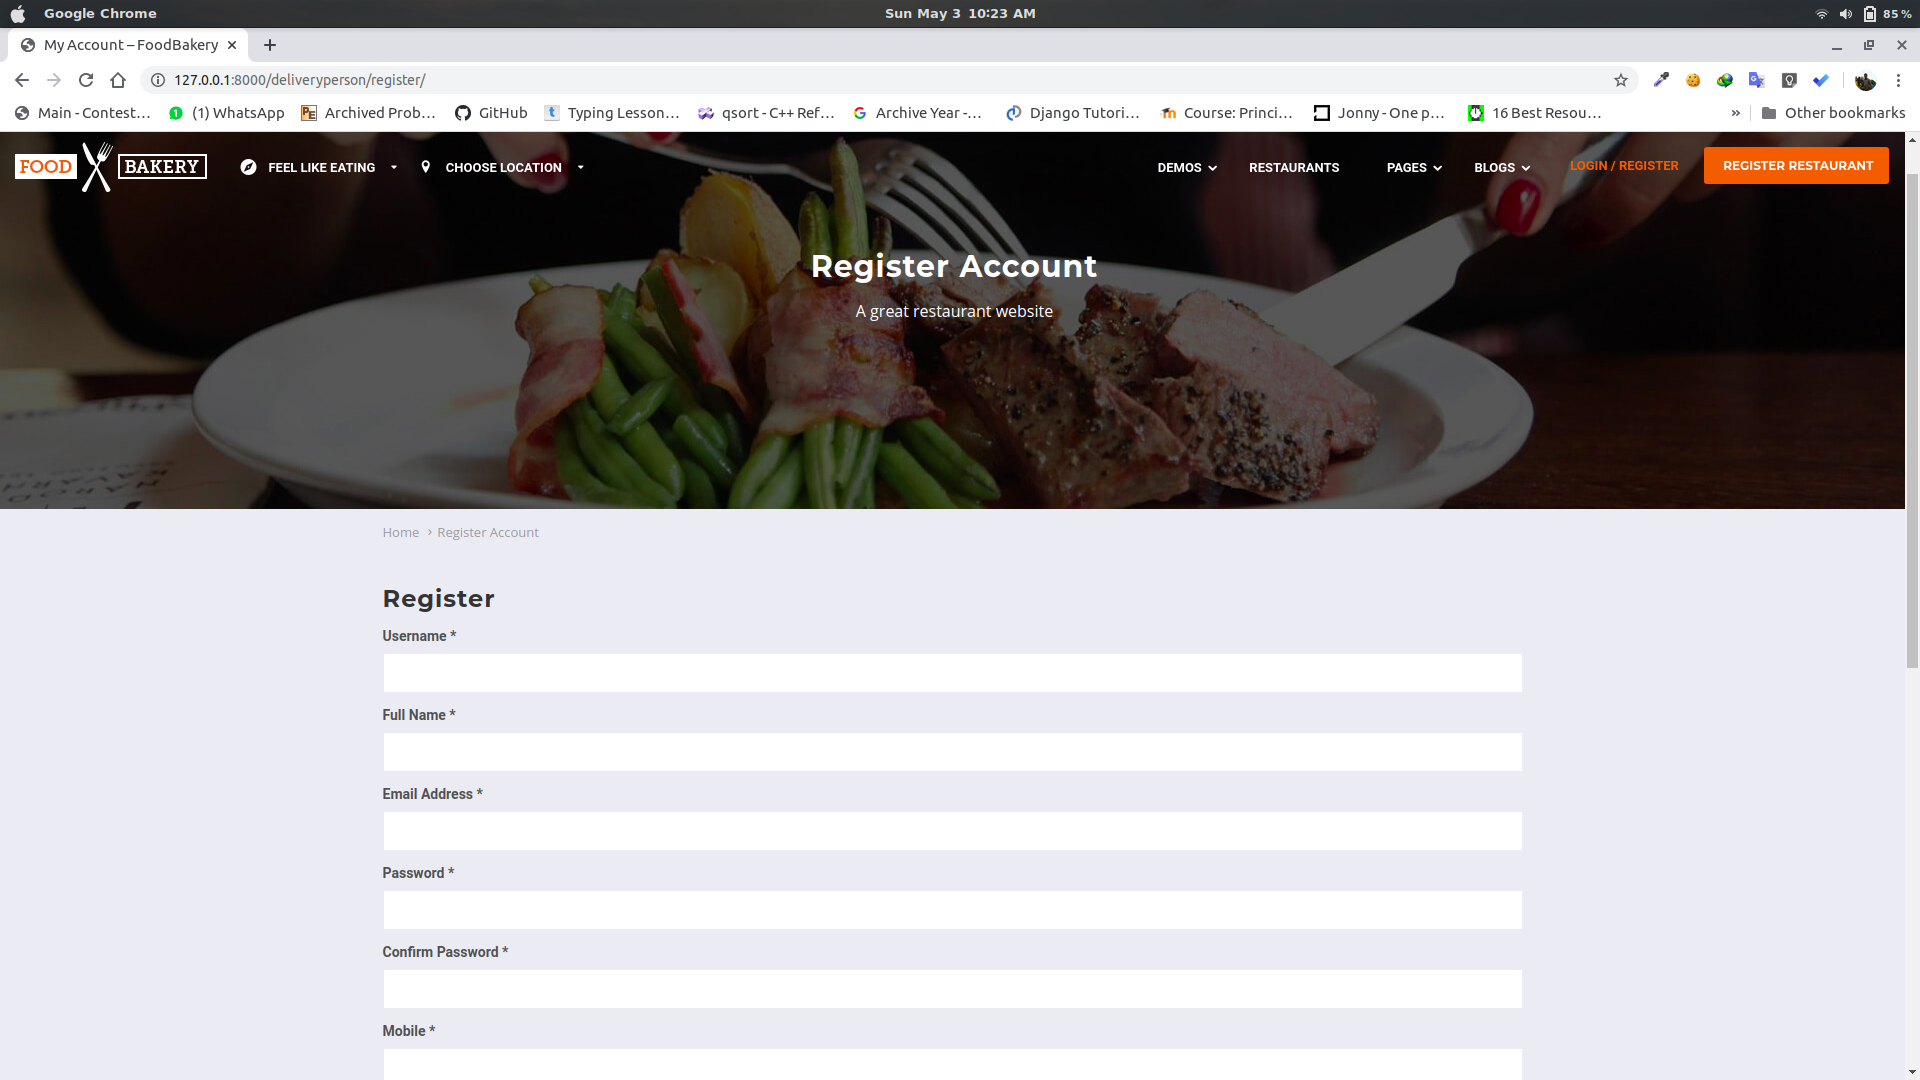 Google Chrome
Sun May 3 10:23 AM
85%
My Account – FoodBakery
127.0.0.1:8000/deliveryperson/register/
Main - Contest...
(1) WhatsApp
Archived Prob...
GitHub
Typing Lesson...
qsort - C++ Ref...
Archive Year -...
Django Tutori...
Course: Princi...
Jonny - One p...
16 Best Resou...
» Other bookmarks
FOOD BAKERY
FEEL LIKE EATING
CHOOSE LOCATION
DEMOS
RESTAURANTS
PAGES
BLOGS
LOGIN / REGISTER
REGISTER RESTAURANT
Register Account
A great restaurant website
Home › Register Account
Register
Username *
Full Name *
Email Address *
Password *
Confirm Password *
Mobile *